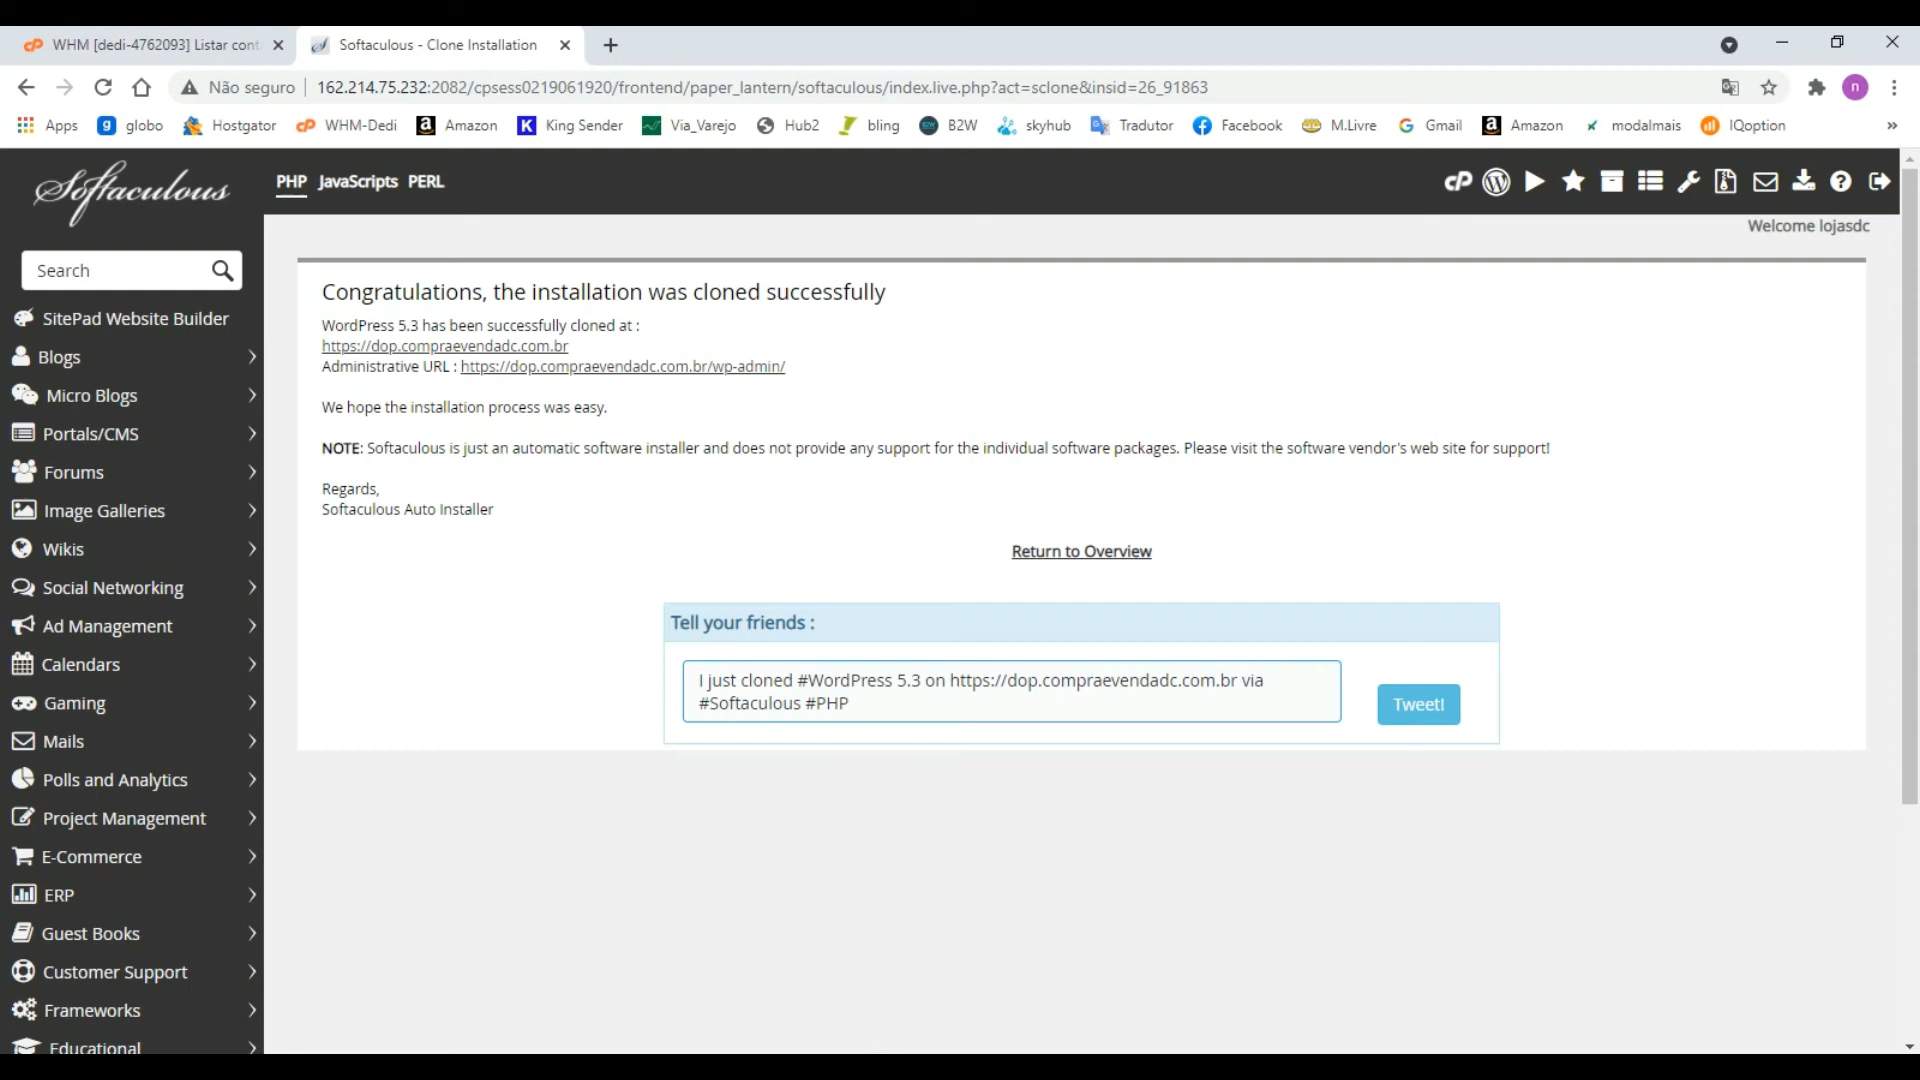 WHM [dedi-4762093] Listar cont
Softaculous - Clone Installation
Não seguro
162.214.75.232:2082/cpsess0219061920/frontend/paper_lantern/softaculous/index.live.php?act=sclone&insid=26_91863
n
Apps globo Hostgator WHM-Dedi Amazon King Sender Via_Varejo Hub2 bling B2W skyhub Tradutor Facebook M.Livre Gmail Amazon modalmais IQoption »
Softaculous
PHP JavaScripts PERL
Welcome lojasdc
Search
SitePad Website Builder
Blogs
Micro Blogs
Portals/CMS
Forums
Image Galleries
Wikis
Social Networking
Ad Management
Calendars
Gaming
Mails
Polls and Analytics
Project Management
E-Commerce
ERP
Guest Books
Customer Support
Frameworks
Educational
Congratulations, the installation was cloned successfully
WordPress 5.3 has been successfully cloned at :
https://dop.compraevendadc.com.br
Administrative URL : https://dop.compraevendadc.com.br/wp-admin/
We hope the installation process was easy.
NOTE: Softaculous is just an automatic software installer and does not provide any support for the individual software packages. Please visit the software vendor's web site for support!
Regards,
Softaculous Auto Installer
Return to Overview
Tell your friends :
I just cloned #WordPress 5.3 on https://dop.compraevendadc.com.br via
#Softaculous #PHP
Tweet!